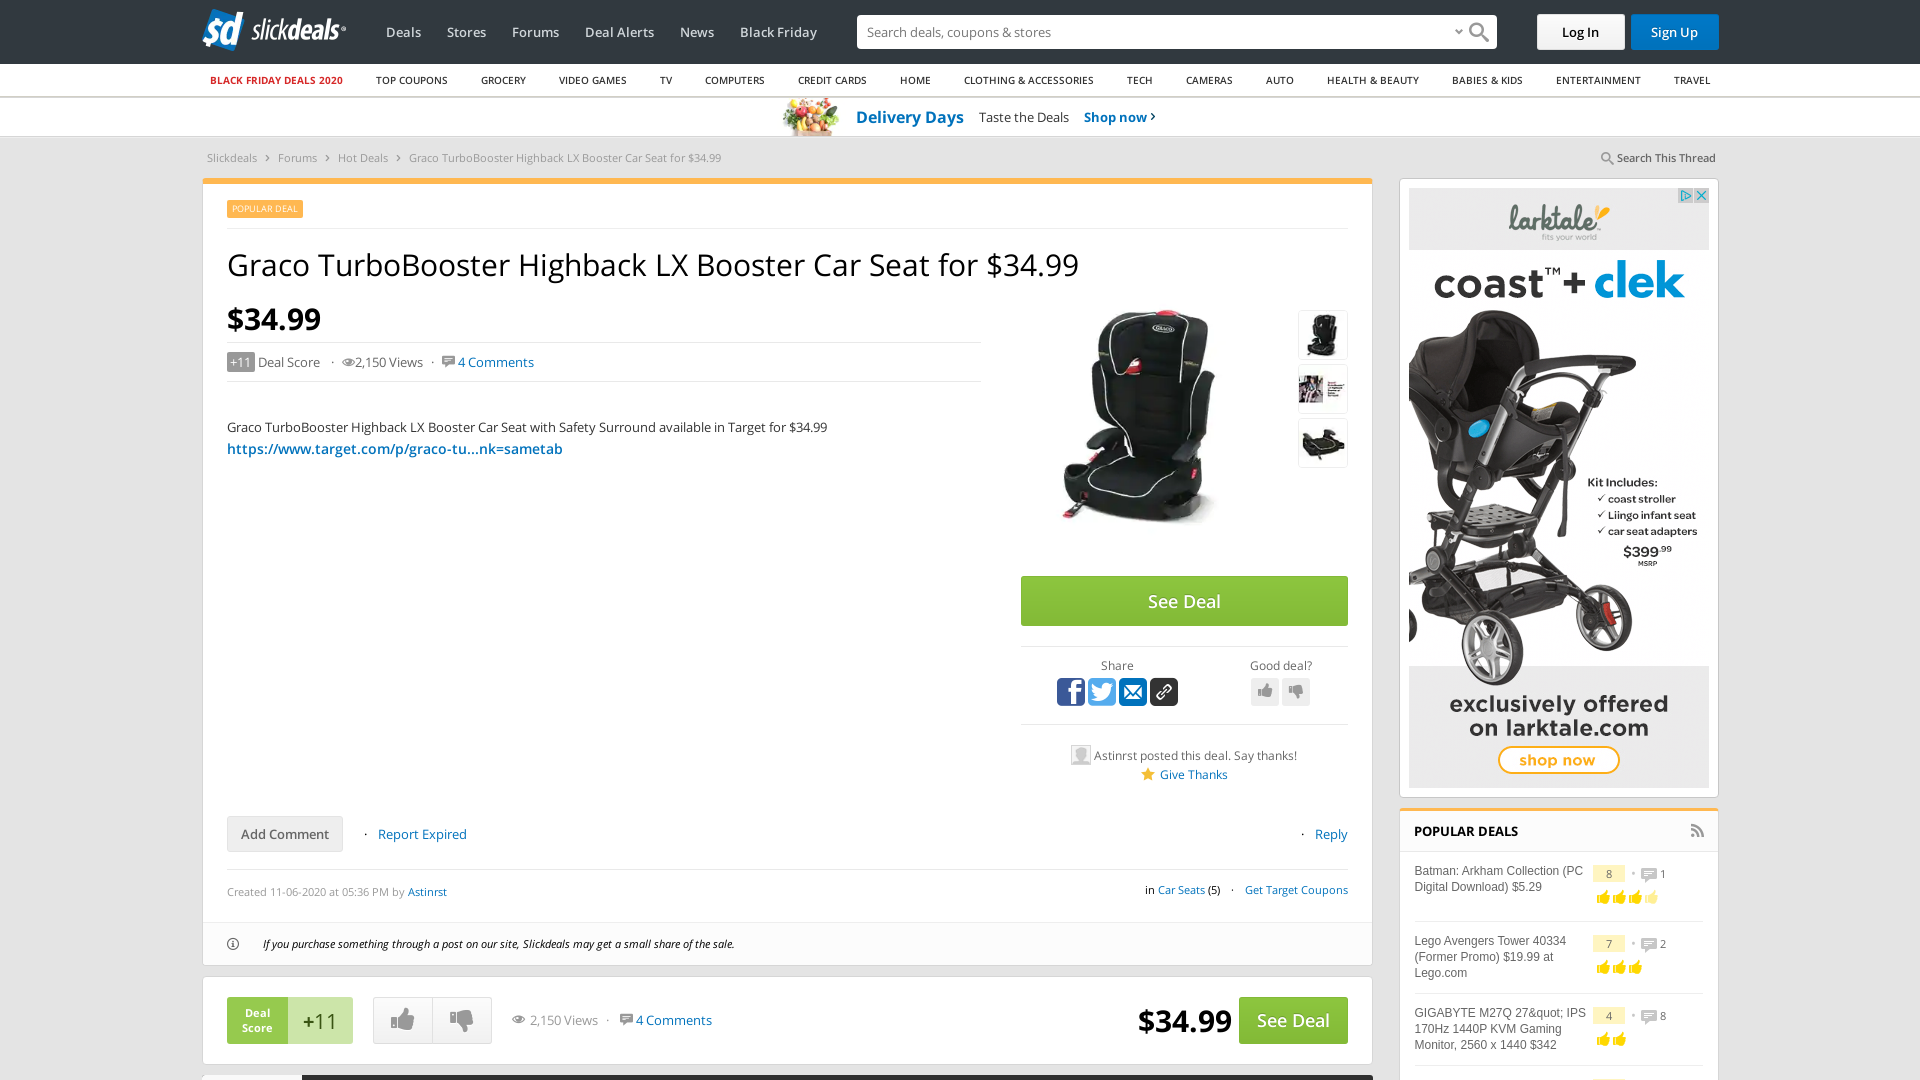 sd slickdeals
Deals Stores Forums Deal Alerts News Black Friday
Search deals, coupons & stores
Log In Sign Up
BLACK FRIDAY DEALS 2020 TOP COUPONS GROCERY VIDEO GAMES TV COMPUTERS CREDIT CARDS HOME CLOTHING & ACCESSORIES TECH CAMERAS AUTO HEALTH & BEAUTY BABIES & KIDS ENTERTAINMENT TRAVEL
Delivery Days Taste the Deals Shop now ›
Slickdeals › Forums › Hot Deals › Graco TurboBooster Highback LX Booster Car Seat for $34.99
Search This Thread
POPULAR DEAL
Graco TurboBooster Highback LX Booster Car Seat for $34.99
$34.99
+11 Deal Score · 2,150 Views · 4 Comments
Graco TurboBooster Highback LX Booster Car Seat with Safety Surround available in Target for $34.99
https://www.target.com/p/graco-tu...nk=sametab
GRACO
See Deal
Share
Good deal?
Astinrst posted this deal. Say thanks!
Give Thanks
Add Comment · Report Expired
· Reply
Created 11-06-2020 at 05:36 PM by Astinrst
in Car Seats (5) · Get Target Coupons
If you purchase something through a post on our site, Slickdeals may get a small share of the sale.
Deal
Score
+11
2,150 Views · 4 Comments
$34.99 See Deal
larktale
fits your world
coast™+ clek
Kit Includes:
✓ coast stroller
✓ Liingo infant seat
✓ car seat adapters
$399.99
MSRP
exclusively offered
on larktale.com
shop now
POPULAR DEALS
Batman: Arkham Collection (PC
Digital Download) $5.29
8 • 1
Lego Avengers Tower 40334
(Former Promo) $19.99 at
Lego.com
7 • 2
GIGABYTE M27Q 27&quot; IPS
170Hz 1440P KVM Gaming
Monitor, 2560 x 1440 $342
4 • 8